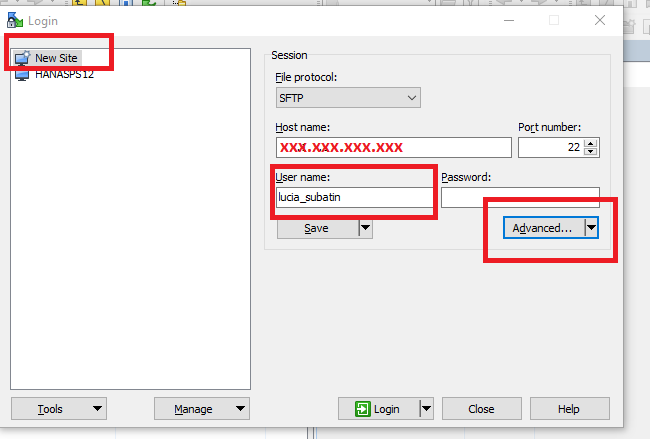 Login
New Site
HANASPS12
Session
File protocol:
SFTP
Host name: Port number:
xxx.xxx.xxx.xxx 22
User name: Password:
lucia_subatin
Save Advanced...
Tools Manage Login Close Help